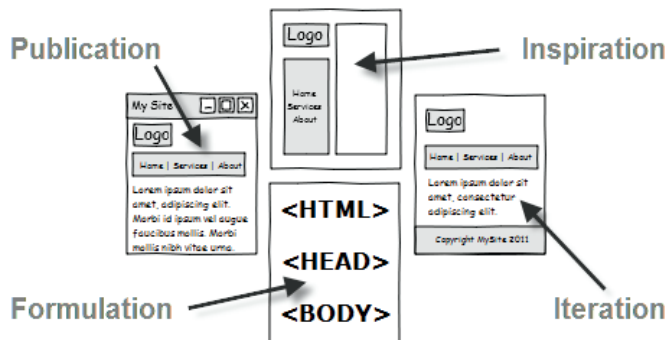 Publication
Inspiration
Logo
Home
Services
About
My Site
Logo
Home | Services | About
Lorem ipsum dolor sit
amet, adipiscing elit.
Morbi id ipsum vel augue
faucibus mollis. Morbi
mollis nibh vitae urna.
Logo
Home | Services | About
Lorem ipsum dolor sit
amet, consectetur
adipiscing elit.
Copyright MySite 2011
<HTML>
<HEAD>
<BODY>
Formulation
Iteration